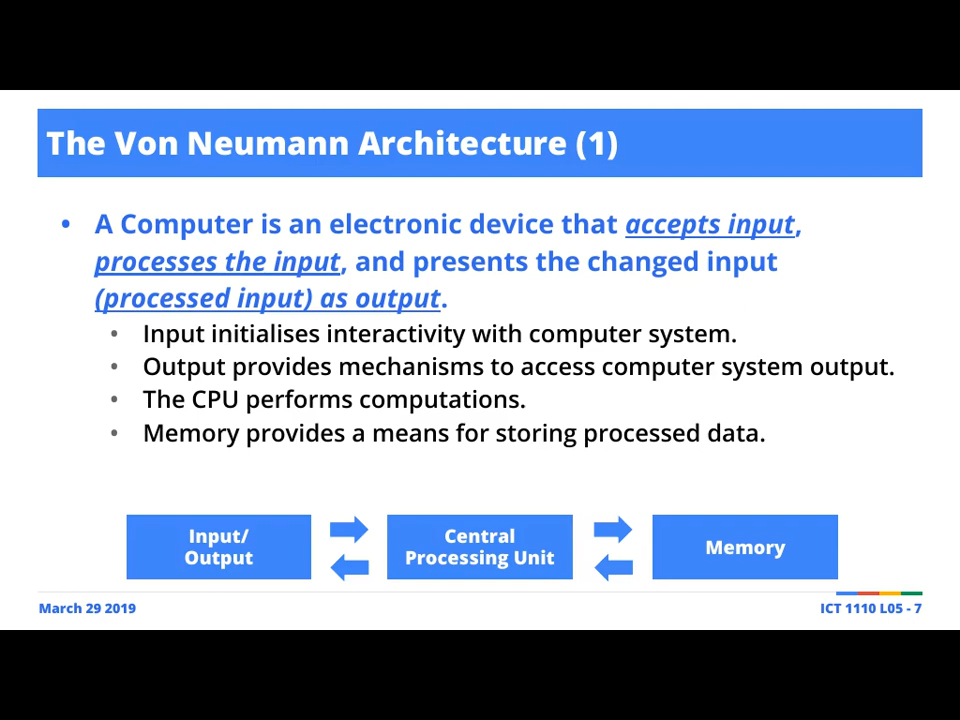 The Von Neumann Architecture (1)
• A Computer is an electronic device that accepts input,
processes the input, and presents the changed input
(processed input) as output.
• Input initialises interactivity with computer system.
• Output provides mechanisms to access computer system output.
• The CPU performs computations.
• Memory provides a means for storing processed data.
Input/
Output
Central
Processing Unit
Memory
March 29 2019
ICT 1110 L05 - 7